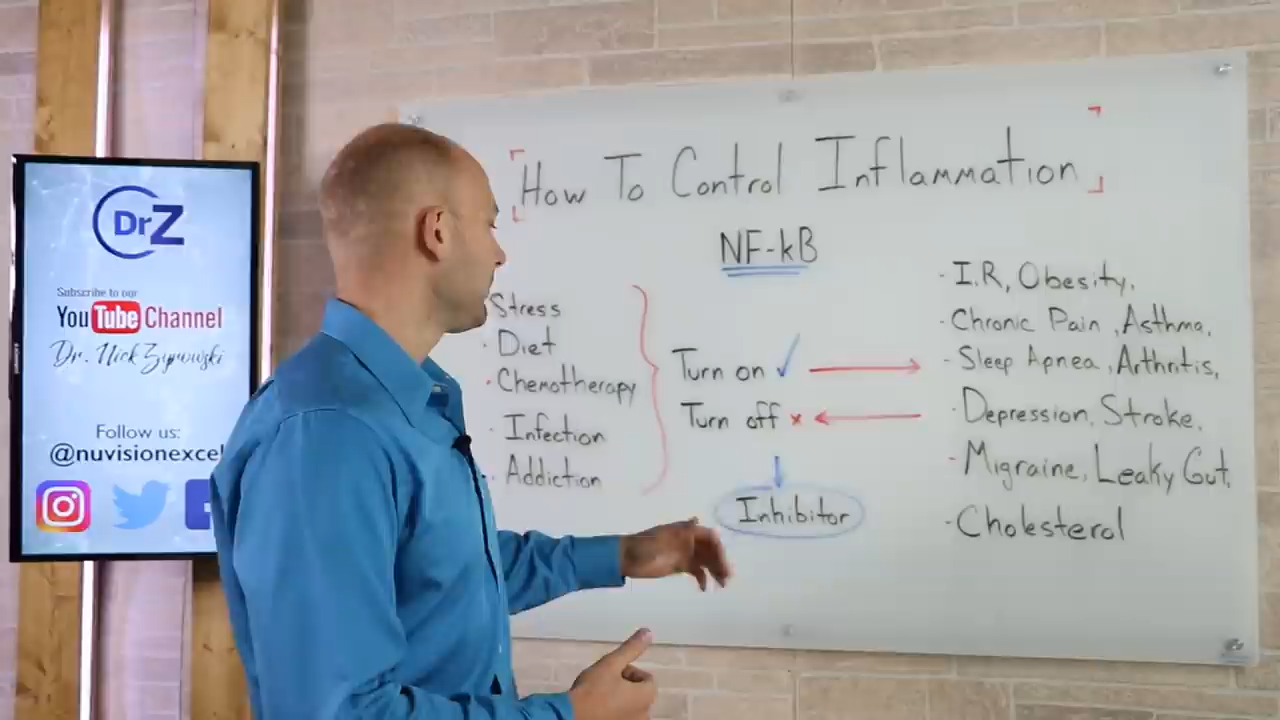 DrZ
Subscribe to our
YouTube Channel
Dr. Nick Zyrowski
Follow us:
@nuvisionexcel
How To Control Inflammation
NF-kB
Stress
· Diet
· Chemotherapy
· Infection
· Addiction
Turn on ✓
Turn off x
Inhibitor
· I.R, Obesity,
· Chronic Pain, Asthma,
- Sleep Apnea, Arthritis,
· Depression, Stroke,
- Migraine, Leaky Gut,
· Cholesterol